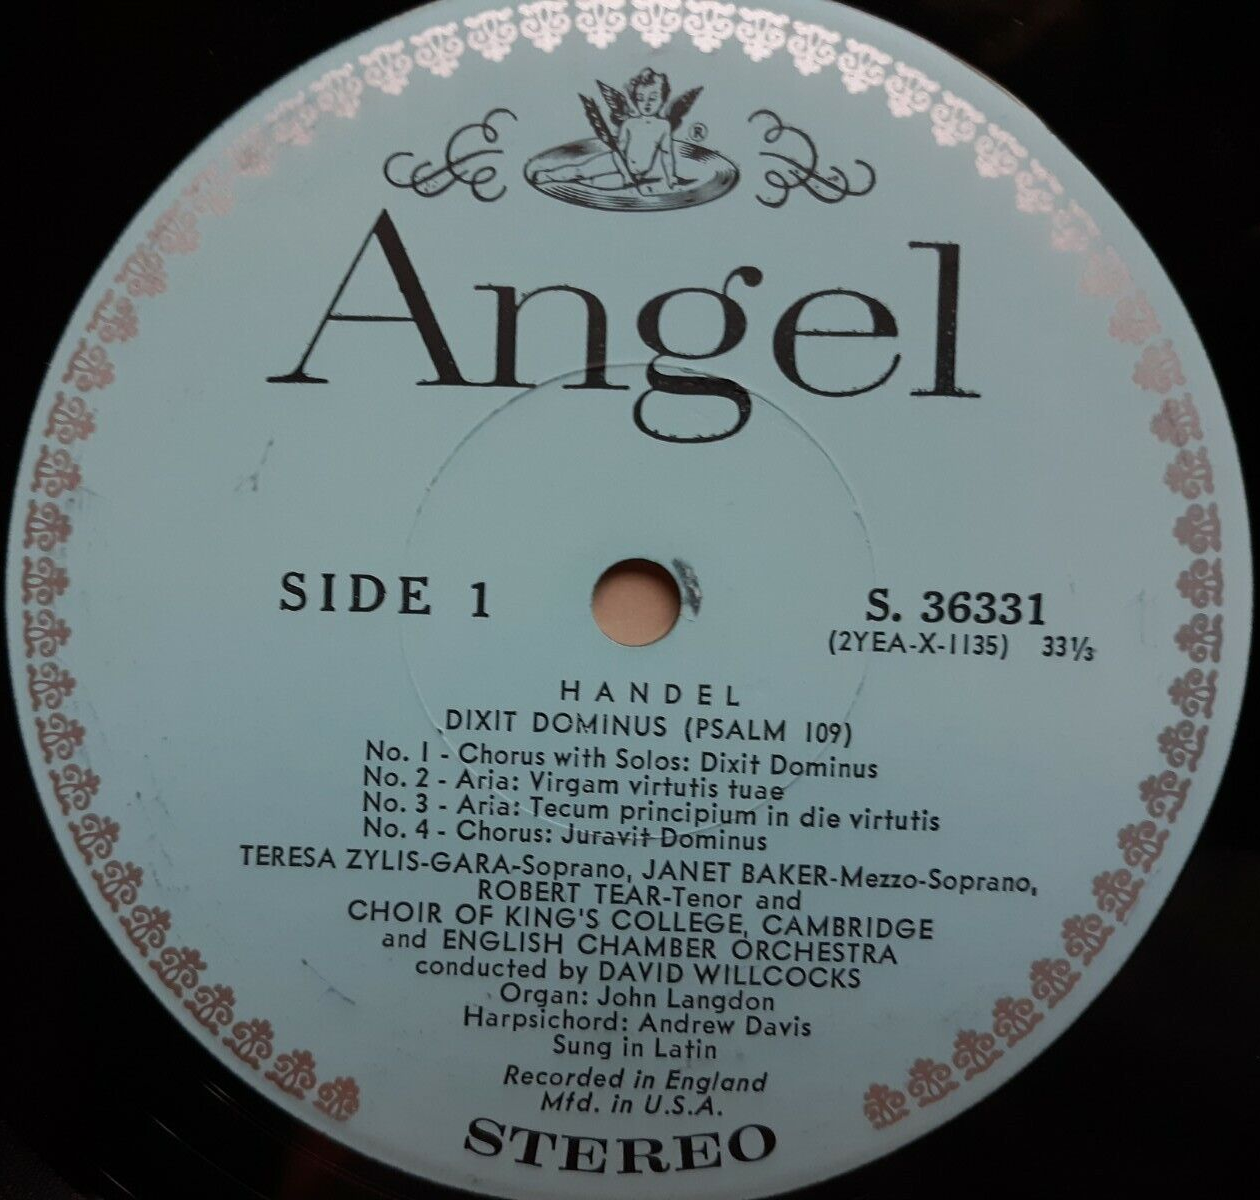 ®
Angel
SIDE 1
S. 36331
(2YEA-X-1135) 33⅓
HANDEL
DIXIT DOMINUS (PSALM 109)
No. 1 - Chorus with Solos: Dixit Dominus
No. 2 - Aria: Virgam virtutis tuae
No. 3 - Aria: Tecum principium in die virtutis
No. 4 - Chorus: Juravit Dominus
TERESA ZYLIS-GARA-Soprano, JANET BAKER-Mezzo-Soprano,
ROBERT TEAR-Tenor and
CHOIR OF KING'S COLLEGE, CAMBRIDGE
and ENGLISH CHAMBER ORCHESTRA
conducted by DAVID WILLCOCKS
Organ: John Langdon
Harpsichord: Andrew Davis
Sung in Latin
Recorded in England
Mfd. in U.S.A.
STEREO